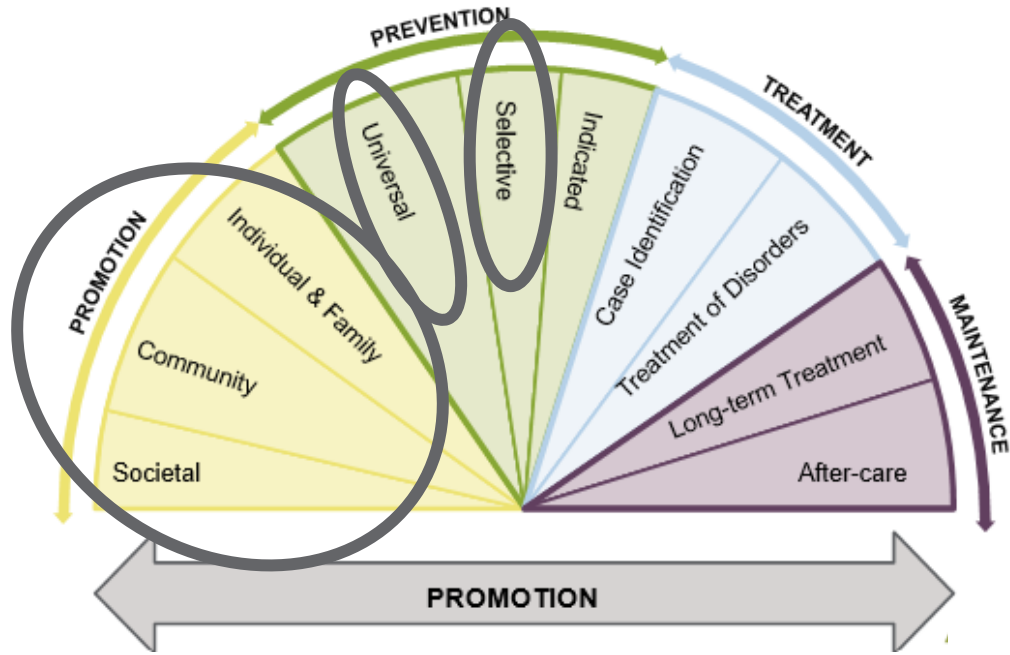 PREVENTION
TREATMENT
PROMOTION
MAINTENANCE
Universal
Selective
Indicated
Individual & Family
Community
Societal
Case Identification
Treatment of Disorders
Long-term Treatment
After-care
PROMOTION